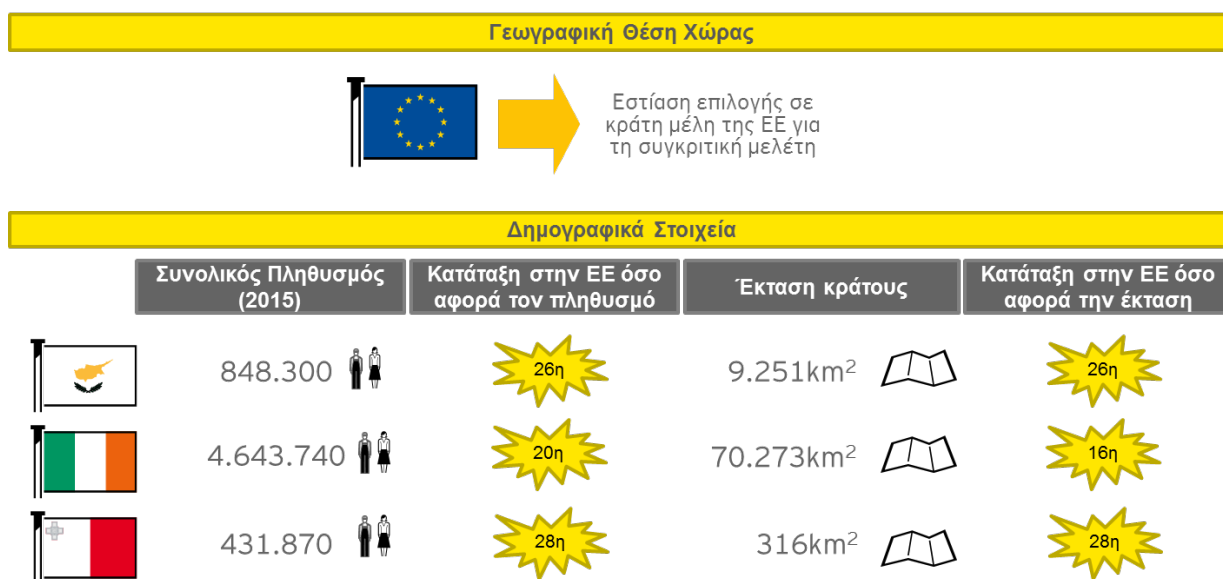 Γεωγραφική Θέση Χώρας
Εστίαση επιλογής σε
κράτη μέλη της ΕΕ για
τη συγκριτική μελέτη
Δημογραφικά Στοιχεία
Συνολικός Πληθυσμός
(2015)
Κατάταξη στην ΕΕ όσο
αφορά τον πληθυσμό
Έκταση κράτους
Κατάταξη στην ΕΕ όσο
αφορά την έκταση
848.300 26η 9.251km² 26η
4.643.740 20η 70.273km² 16η
431.870 28η 316km² 28η